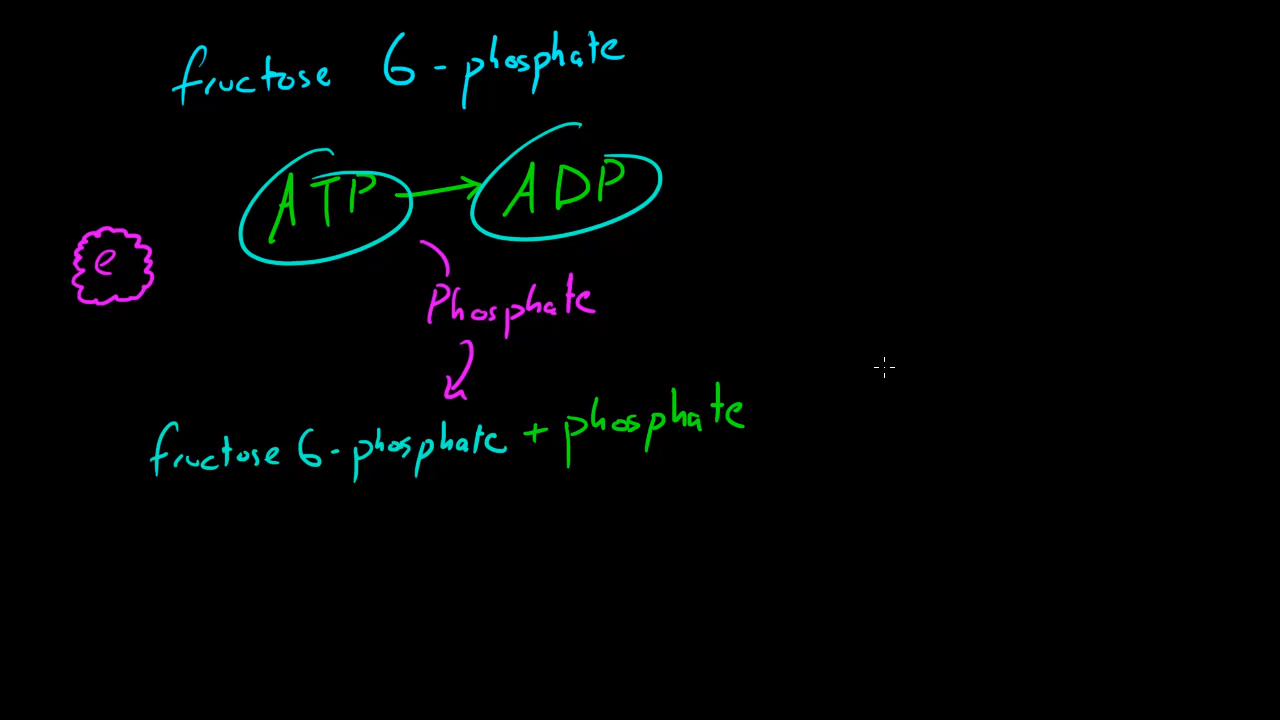 fructose 6-phosphate
ATP → ADP
e
Phosphate
fructose 6-phosphate + phosphate